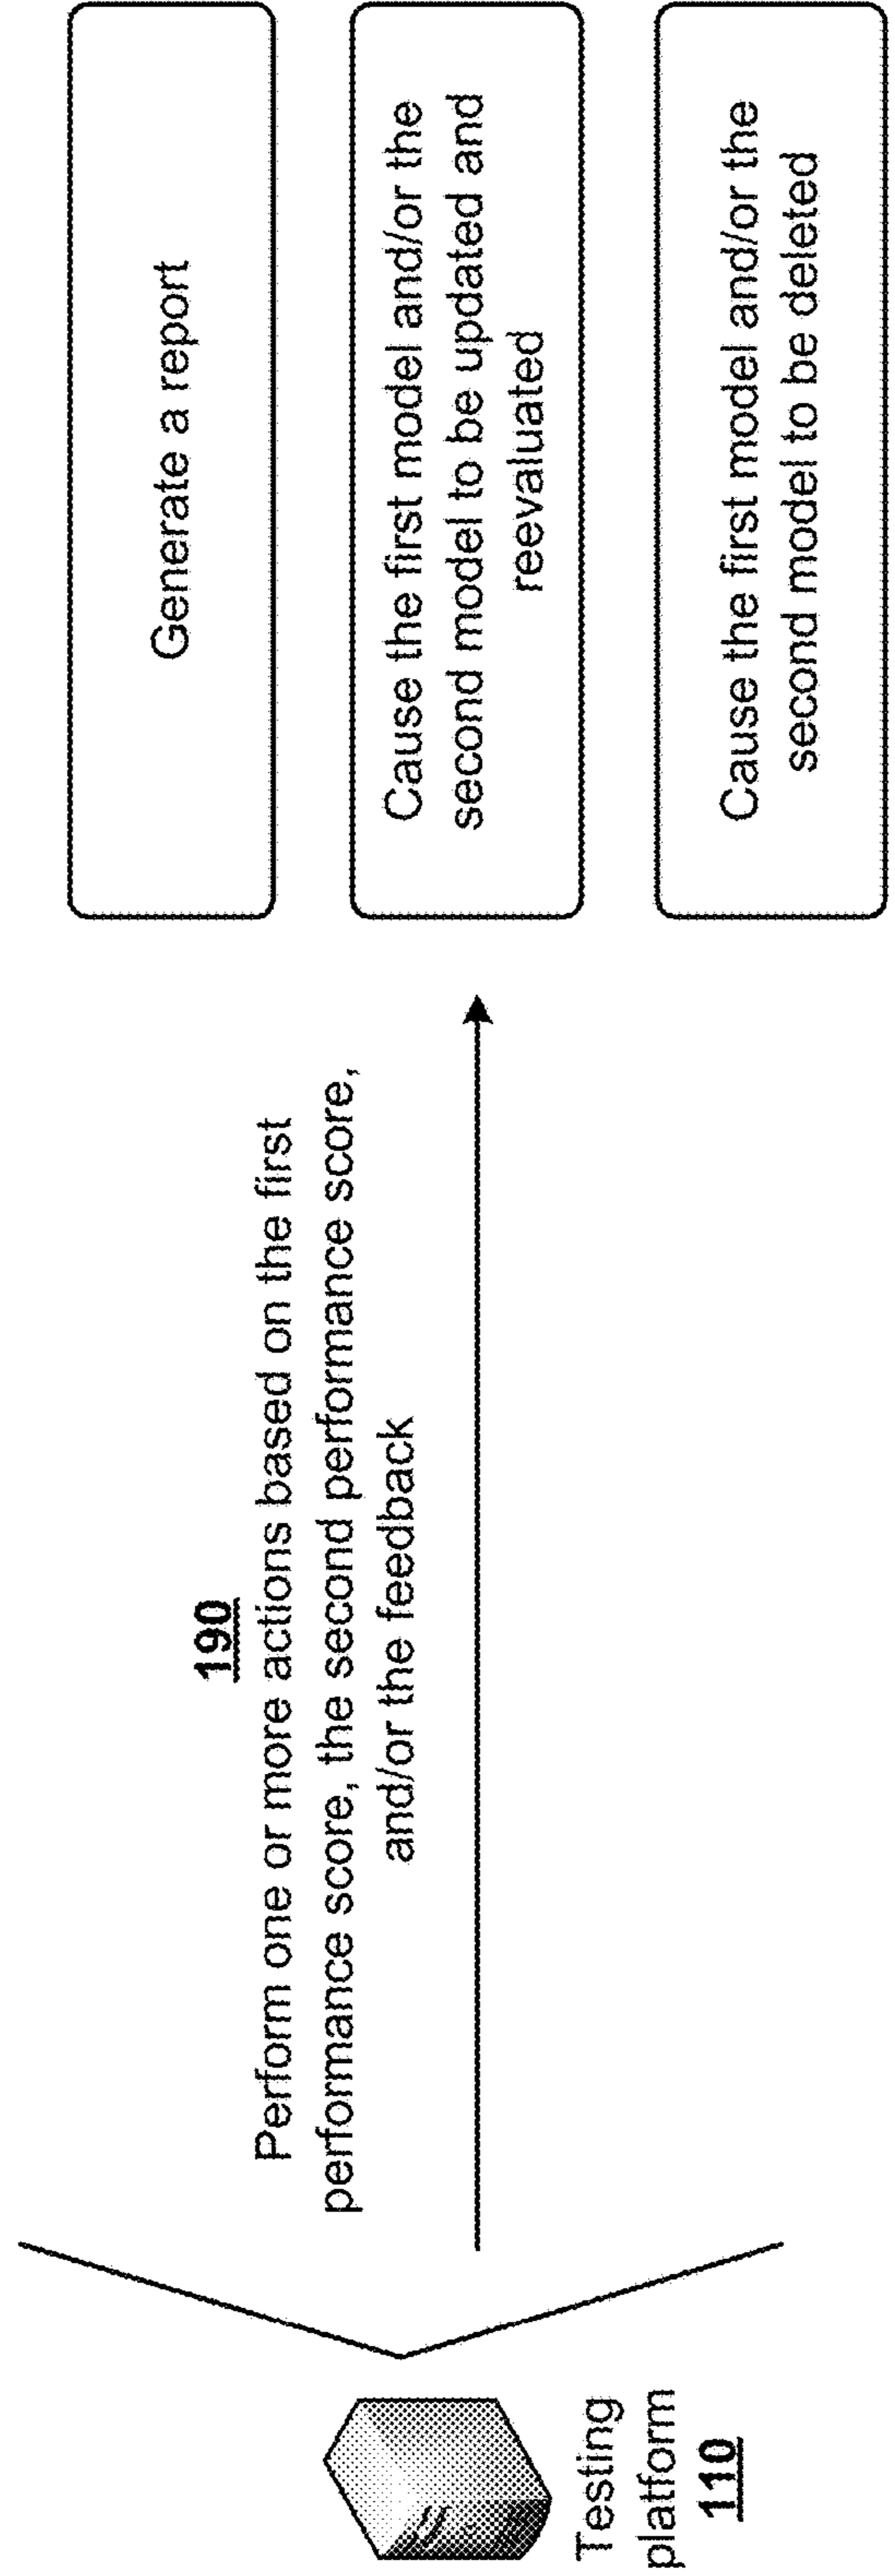 190
Perform one or more actions based on the first
performance score, the second performance score,
and/or the feedback
Testing
platform
110
Generate a report
Cause the first model and/or the
second model to be updated and
reevaluated
Cause the first model and/or the
second model to be deleted